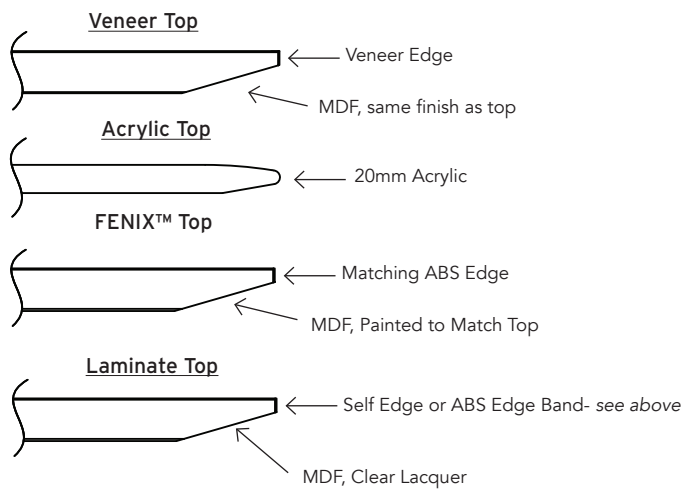 Veneer Top
Veneer Edge
MDF, same finish as top
Acrylic Top
20mm Acrylic
FENIX™ Top
Matching ABS Edge
MDF, Painted to Match Top
Laminate Top
Self Edge or ABS Edge Band- see above
MDF, Clear Lacquer